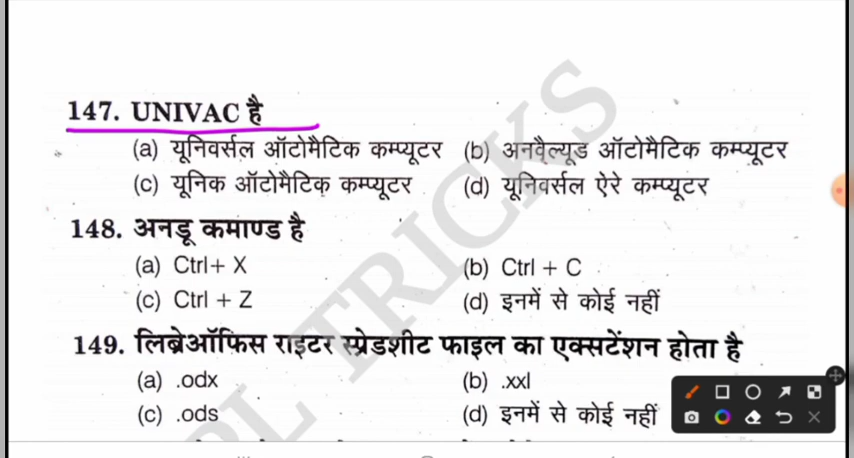 147. UNIVAC है
(a) यूनिवर्सल ऑटोमैटिक कम्प्यूटर (b) अनवैल्यूड ऑटोमैटिक कम्प्यूटर
(c) यूनिक ऑटोमैटिक कम्प्यूटर (d) यूनिवर्सल ऐरे कम्प्यूटर
148. अनडू कमाण्ड है
(a) Ctrl+ X (b) Ctrl + C
(c) Ctrl + Z (d) इनमें से कोई नहीं
149. लिब्रेऑफिस राइटर स्प्रेडशीट फाइल का एक्सटेंशन होता है
(a) .odx (b) .xxl
(c) .ods (d) इनमें से कोई नहीं
TRICKS